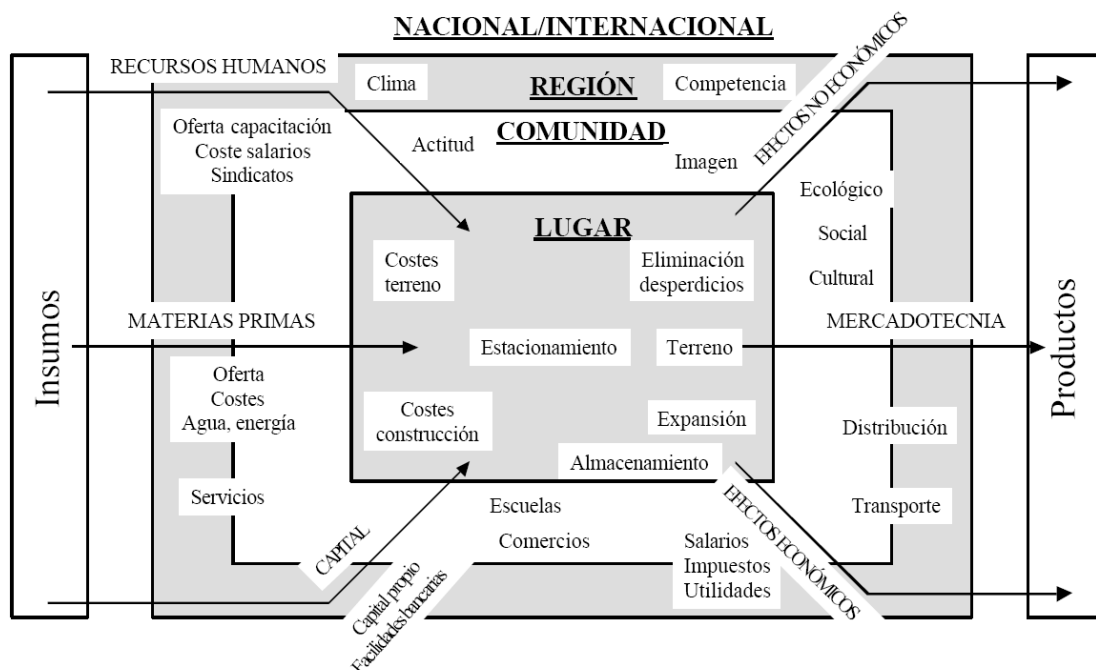 NACIONAL/INTERNACIONAL
RECURSOS HUMANOS
Clima
REGIÓN
Competencia
EFECTOS NO ECONÓMICOS
Oferta capacitación
Coste salarios
Sindicatos
Actitud
COMUNIDAD
Imagen
Ecológico
Social
Cultural
LUGAR
Costes
terreno
Eliminación
desperdicios
Insumos
MATERIAS PRIMAS
Estacionamiento
Terreno
MERCADOTECNIA
Productos
Oferta
Costes
Agua, energía
Costes
construcción
Expansión
Distribución
Almacenamiento
Servicios
Escuelas
Transporte
CAPITAL
Comercios
Salarios
Impuestos
Utilidades
EFECTOS ECONÓMICOS
Capital propio
Facilidades bancarias